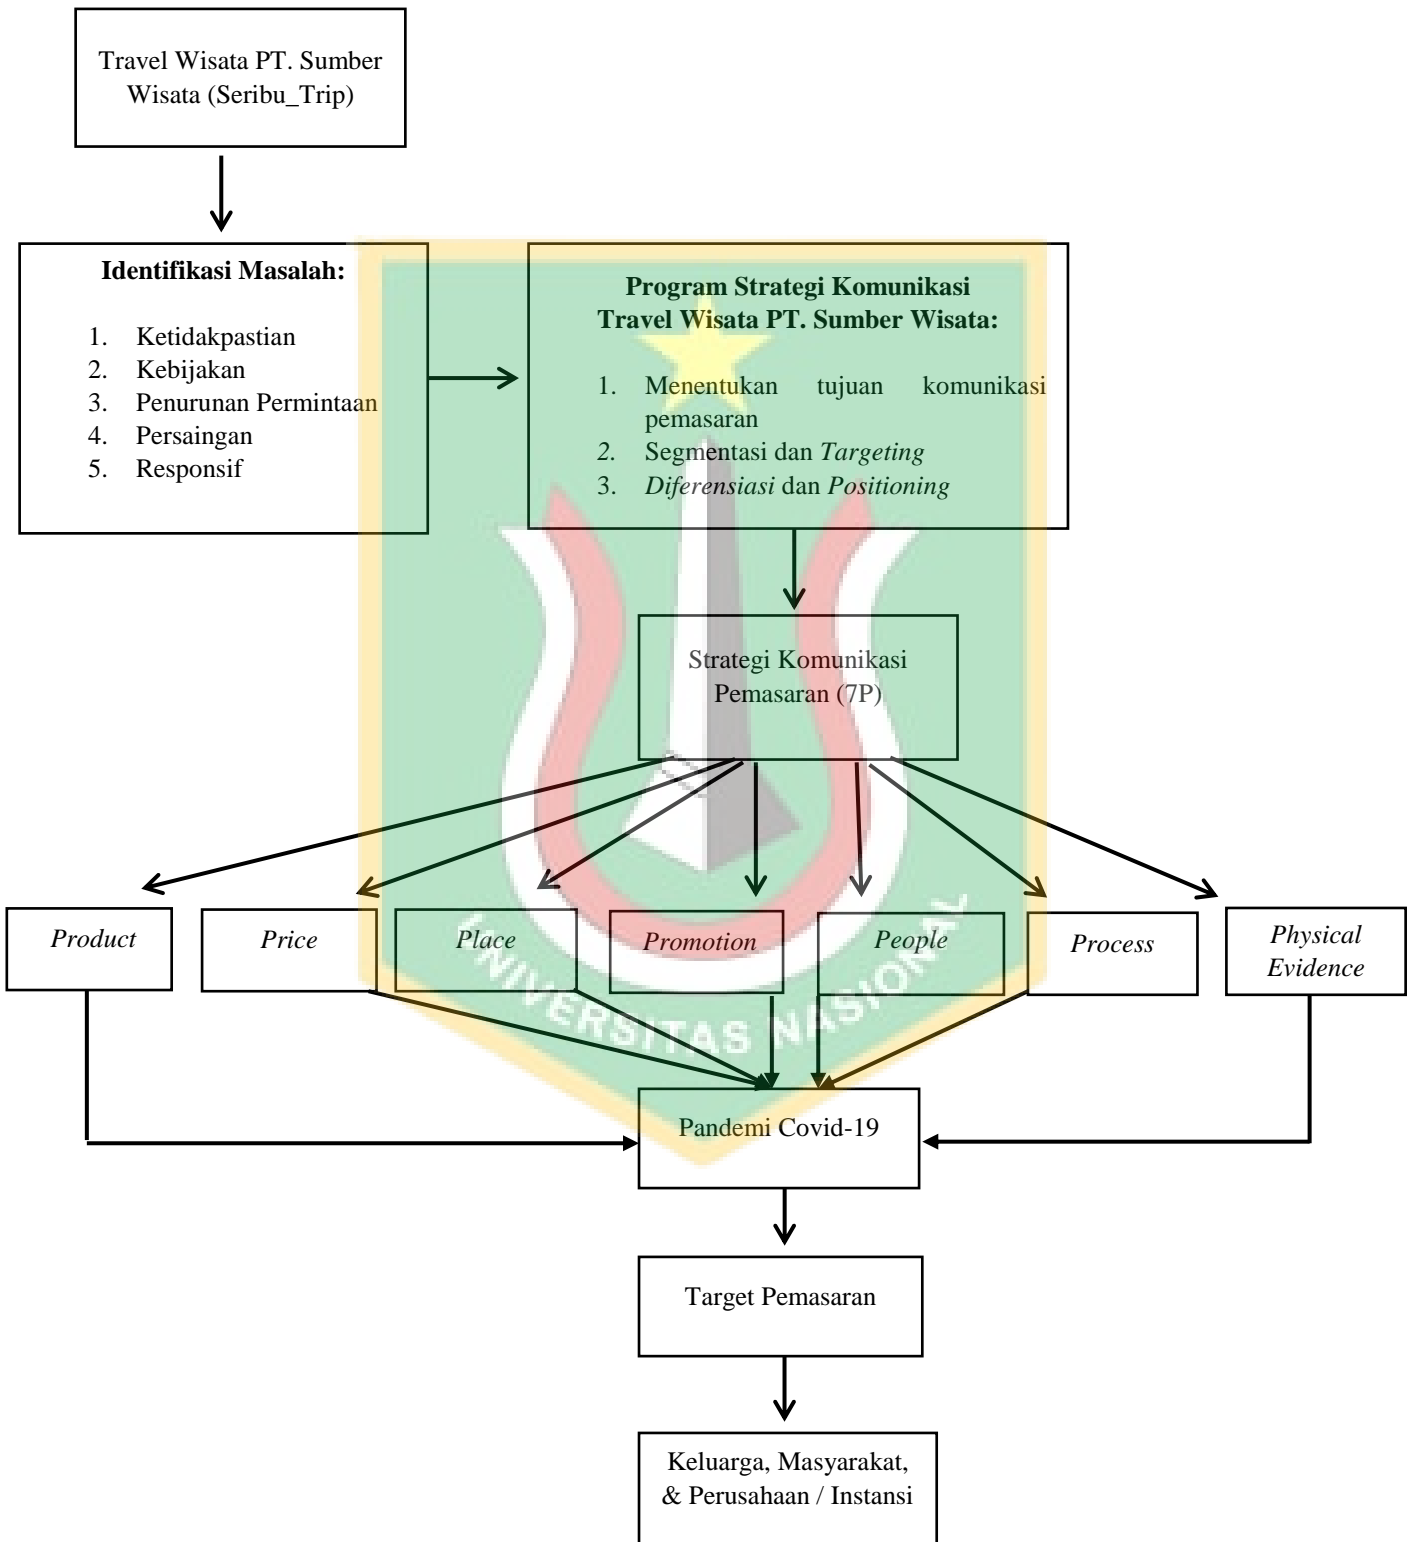 Travel Wisata PT. Sumber
Wisata (Seribu_Trip)
Identifikasi Masalah:
1. Ketidakpastian
2. Kebijakan
3. Penurunan Permintaan
4. Persaingan
5. Responsif
Program Strategi Komunikasi
Travel Wisata PT. Sumber Wisata:
1. Menentukan tujuan komunikasi
pemasaran
2. Segmentasi dan Targeting
3. Diferensiasi dan Positioning
Strategi Komunikasi
Pemasaran (7P)
Product
Price
Place
Promotion
People
Process
Physical
Evidence
UNIVERSITAS NASIONAL
Pandemi Covid-19
Target Pemasaran
Keluarga, Masyarakat,
& Perusahaan / Instansi